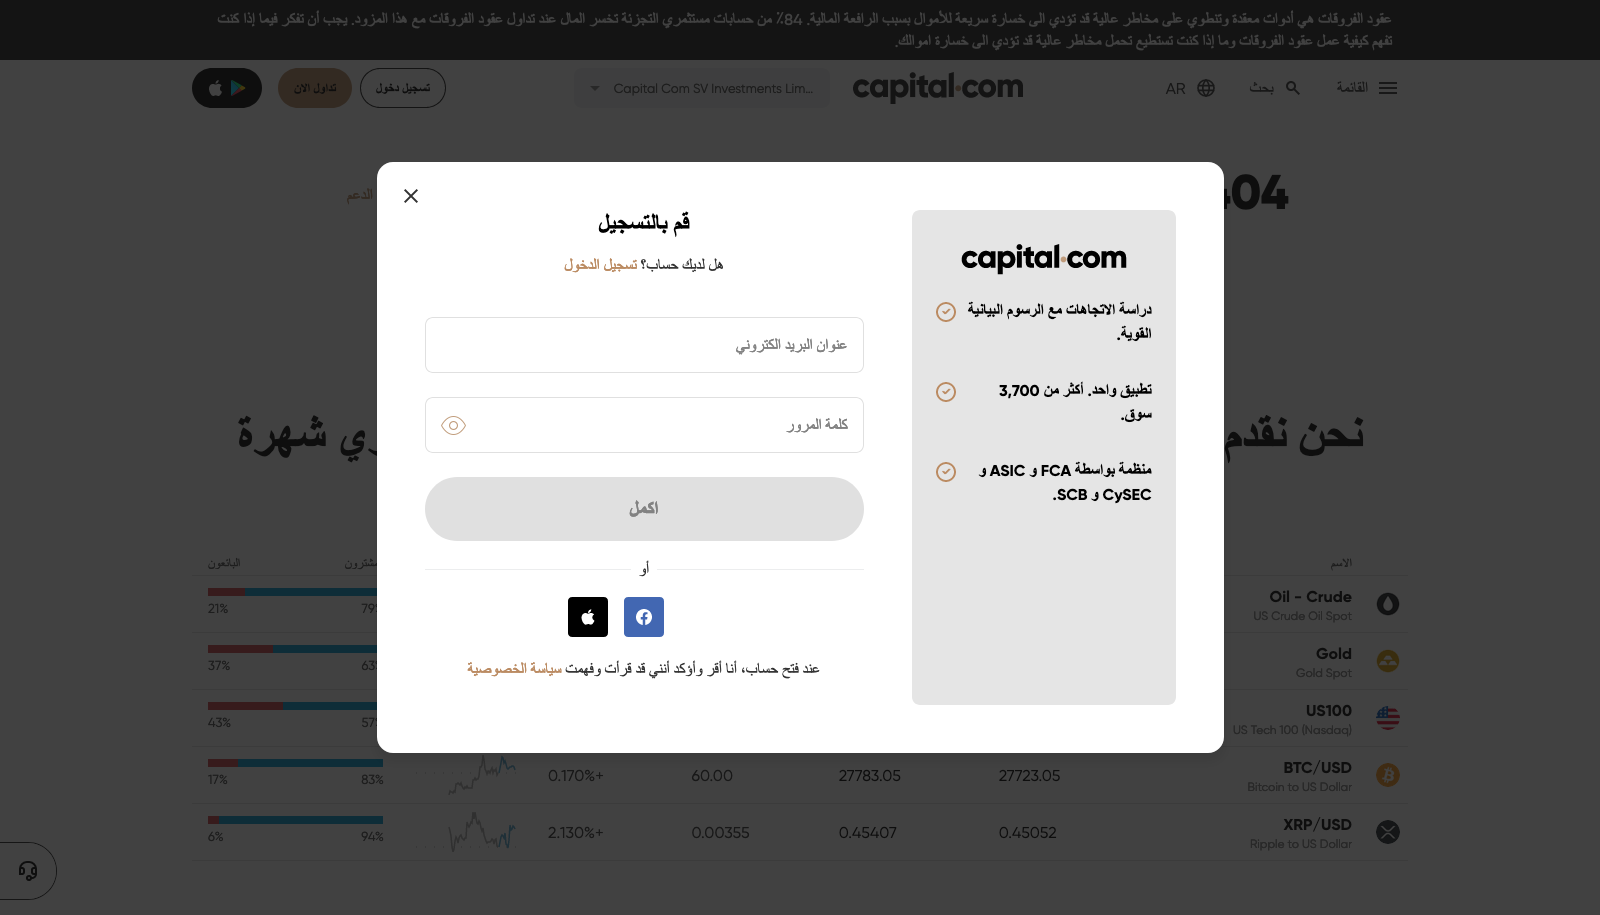 عقود الفروقات هي أدوات معقدة وتنطوي على مخاطر عالية قد تؤدي الى خسارة سريعة للأموال بسبب الرافعة المالية. 84٪ من حسابات مستثمري التجزئة تخسر المال عند تداول عقود الفروقات مع هذا المزود. يجب أن تفكر فيما إذا كنت
تفهم كيفية عمل عقود الفروقات وما إذا كنت تستطيع تحمل مخاطر عالية قد تؤدي الى خسارة اموالك.
القائمة
بحث
AR
capital.com
Capital Com SV Investments Lim...
تسجيل دخول
تداول الآن
404
الدعم
capital.com
دراسة الاتجاهات مع الرسوم البيانية
القوية.
تطبيق واحد. أكثر من 3,700
سوق.
منظمة بواسطة FCA و ASIC و
CySEC و SCB.
قم بالتسجيل
هل لديك حساب؟ تسجيل الدخول
عنوان البريد الكتروني
كلمة المرور
اكمل
أو
عند فتح حساب، أنا أقر وأؤكد أنني قد قرأت وفهمت سياسة الخصوصية
نحن نقدم
شهرة
الاسم
البائعون
Oil - Crude
US Crude Oil Spot
79%
21%
Gold
Gold Spot
63%
37%
US100
US Tech 100 (Nasdaq)
57%
43%
BTC/USD
Bitcoin to US Dollar
27723.05
27783.05
60.00
0.170%+
83%
17%
XRP/USD
Ripple to US Dollar
0.45052
0.45407
0.00355
2.130%+
94%
6%